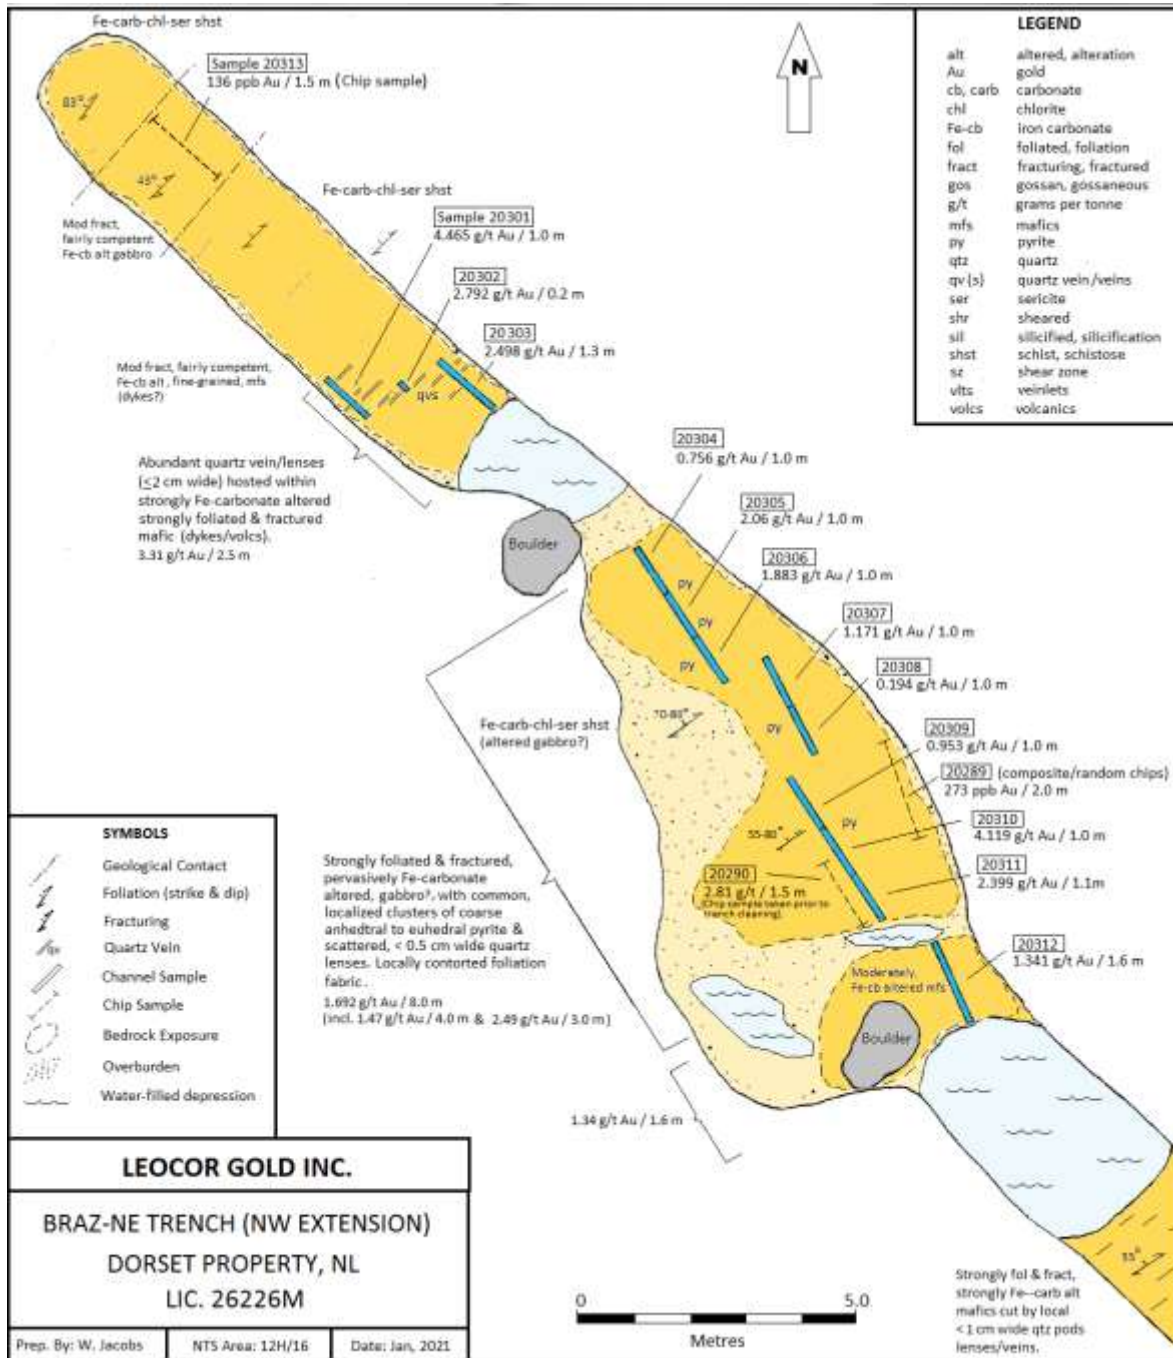 Fe-carb-chl-ser shst
Sample 20313
136 ppb Au / 1.5 m (Chip sample)
N
83°
43°
Mod fract,
fairly competent
Fe-cb alt gabbro
Fe-carb-chl-ser shst
Sample 20301
4.465 g/t Au / 1.0 m
20302
2.792 g/t Au / 0.2 m
20303
2.498 g/t Au / 1.3 m
Mod fract, fairly competent,
Fe-cb alt, fine-grained, mfs
(dykes?)
qvs
Abundant quartz vein/lenses
(≤2 cm wide) hosted within
strongly Fe-carbonate altered
strongly foliated & fractured
mafic (dykes/volcs).
3.31 g/t Au / 2.5 m
Boulder
20304
0.756 g/t Au / 1.0 m
20305
2.06 g/t Au / 1.0 m
20306
1.883 g/t Au / 1.0 m
20307
1.171 g/t Au / 1.0 m
20308
0.194 g/t Au / 1.0 m
20309
0.953 g/t Au / 1.0 m
20289 (composite/random chips)
273 ppb Au / 2.0 m
20310
4.119 g/t Au / 1.0 m
20311
2.399 g/t Au / 1.1m
20312
1.341 g/t Au / 1.6 m
py
py
py
py
py
70-80°
55-80°
20290
2.81 g/t / 1.5 m
(Chip sample taken prior to
trench cleaning)
Moderately,
Fe-cb altered mfs
Boulder
Fe-carb-chl-ser shst
(altered gabbro?)
Strongly foliated & fractured,
pervasively Fe-carbonate
altered, gabbro?, with common,
localized clusters of coarse
anhedtral to euhedral pyrite &
scattered, < 0.5 cm wide quartz
lenses. Locally contorted foliation
fabric.
1.692 g/t Au / 8.0 m
(incl. 1.47 g/t Au / 4.0 m & 2.49 g/t Au / 3.0 m)
1.34 g/t Au / 1.6 m
55°
Strongly fol & fract,
strongly Fe--carb alt
mafics cut by local
< 1 cm wide qtz pods
lenses/veins.
LEGEND
alt altered, alteration
Au gold
cb, carb carbonate
chl chlorite
Fe-cb iron carbonate
fol foliated, foliation
fract fracturing, fractured
gos gossan, gossaneous
g/t grams per tonne
mfs mafics
py pyrite
qtz quartz
qv(s) quartz vein/veins
ser sericite
shr sheared
sil silicified, silicification
shst schist, schistose
sz shear zone
vlts veinlets
volcs volcanics
SYMBOLS
Geological Contact
Foliation (strike & dip)
Fracturing
Quartz Vein
Channel Sample
Chip Sample
Bedrock Exposure
Overburden
Water-filled depression
LEOCOR GOLD INC.
BRAZ-NE TRENCH (NW EXTENSION)
DORSET PROPERTY, NL
LIC. 26226M
Prep. By: W. Jacobs NTS Area: 12H/16 Date: Jan, 2021
0 5.0
Metres